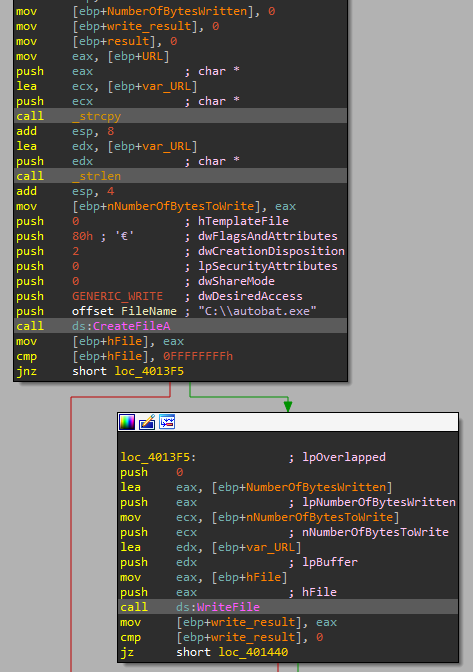 mov [ebp+NumberOfBytesWritten], 0
mov [ebp+write_result], 0
mov [ebp+result], 0
mov eax, [ebp+URL]
push eax ; char *
lea ecx, [ebp+var_URL]
push ecx ; char *
call _strcpy
add esp, 8
lea edx, [ebp+var_URL]
push edx ; char *
call _strlen
add esp, 4
mov [ebp+nNumberOfBytesToWrite], eax
push 0 ; hTemplateFile
push 80h ; '€' ; dwFlagsAndAttributes
push 2 ; dwCreationDisposition
push 0 ; lpSecurityAttributes
push 0 ; dwShareMode
push GENERIC_WRITE ; dwDesiredAccess
push offset FileName ; "C:\\autobat.exe"
call ds:CreateFileA
mov [ebp+hFile], eax
cmp [ebp+hFile], 0FFFFFFFFh
jnz short loc_4013F5
loc_4013F5: ; lpOverlapped
push 0
lea eax, [ebp+NumberOfBytesWritten]
push eax ; lpNumberOfBytesWritten
mov ecx, [ebp+nNumberOfBytesToWrite]
push ecx ; nNumberOfBytesToWrite
lea edx, [ebp+var_URL]
push edx ; lpBuffer
mov eax, [ebp+hFile]
push eax ; hFile
call ds:WriteFile
mov [ebp+write_result], eax
cmp [ebp+write_result], 0
jz short loc_401440